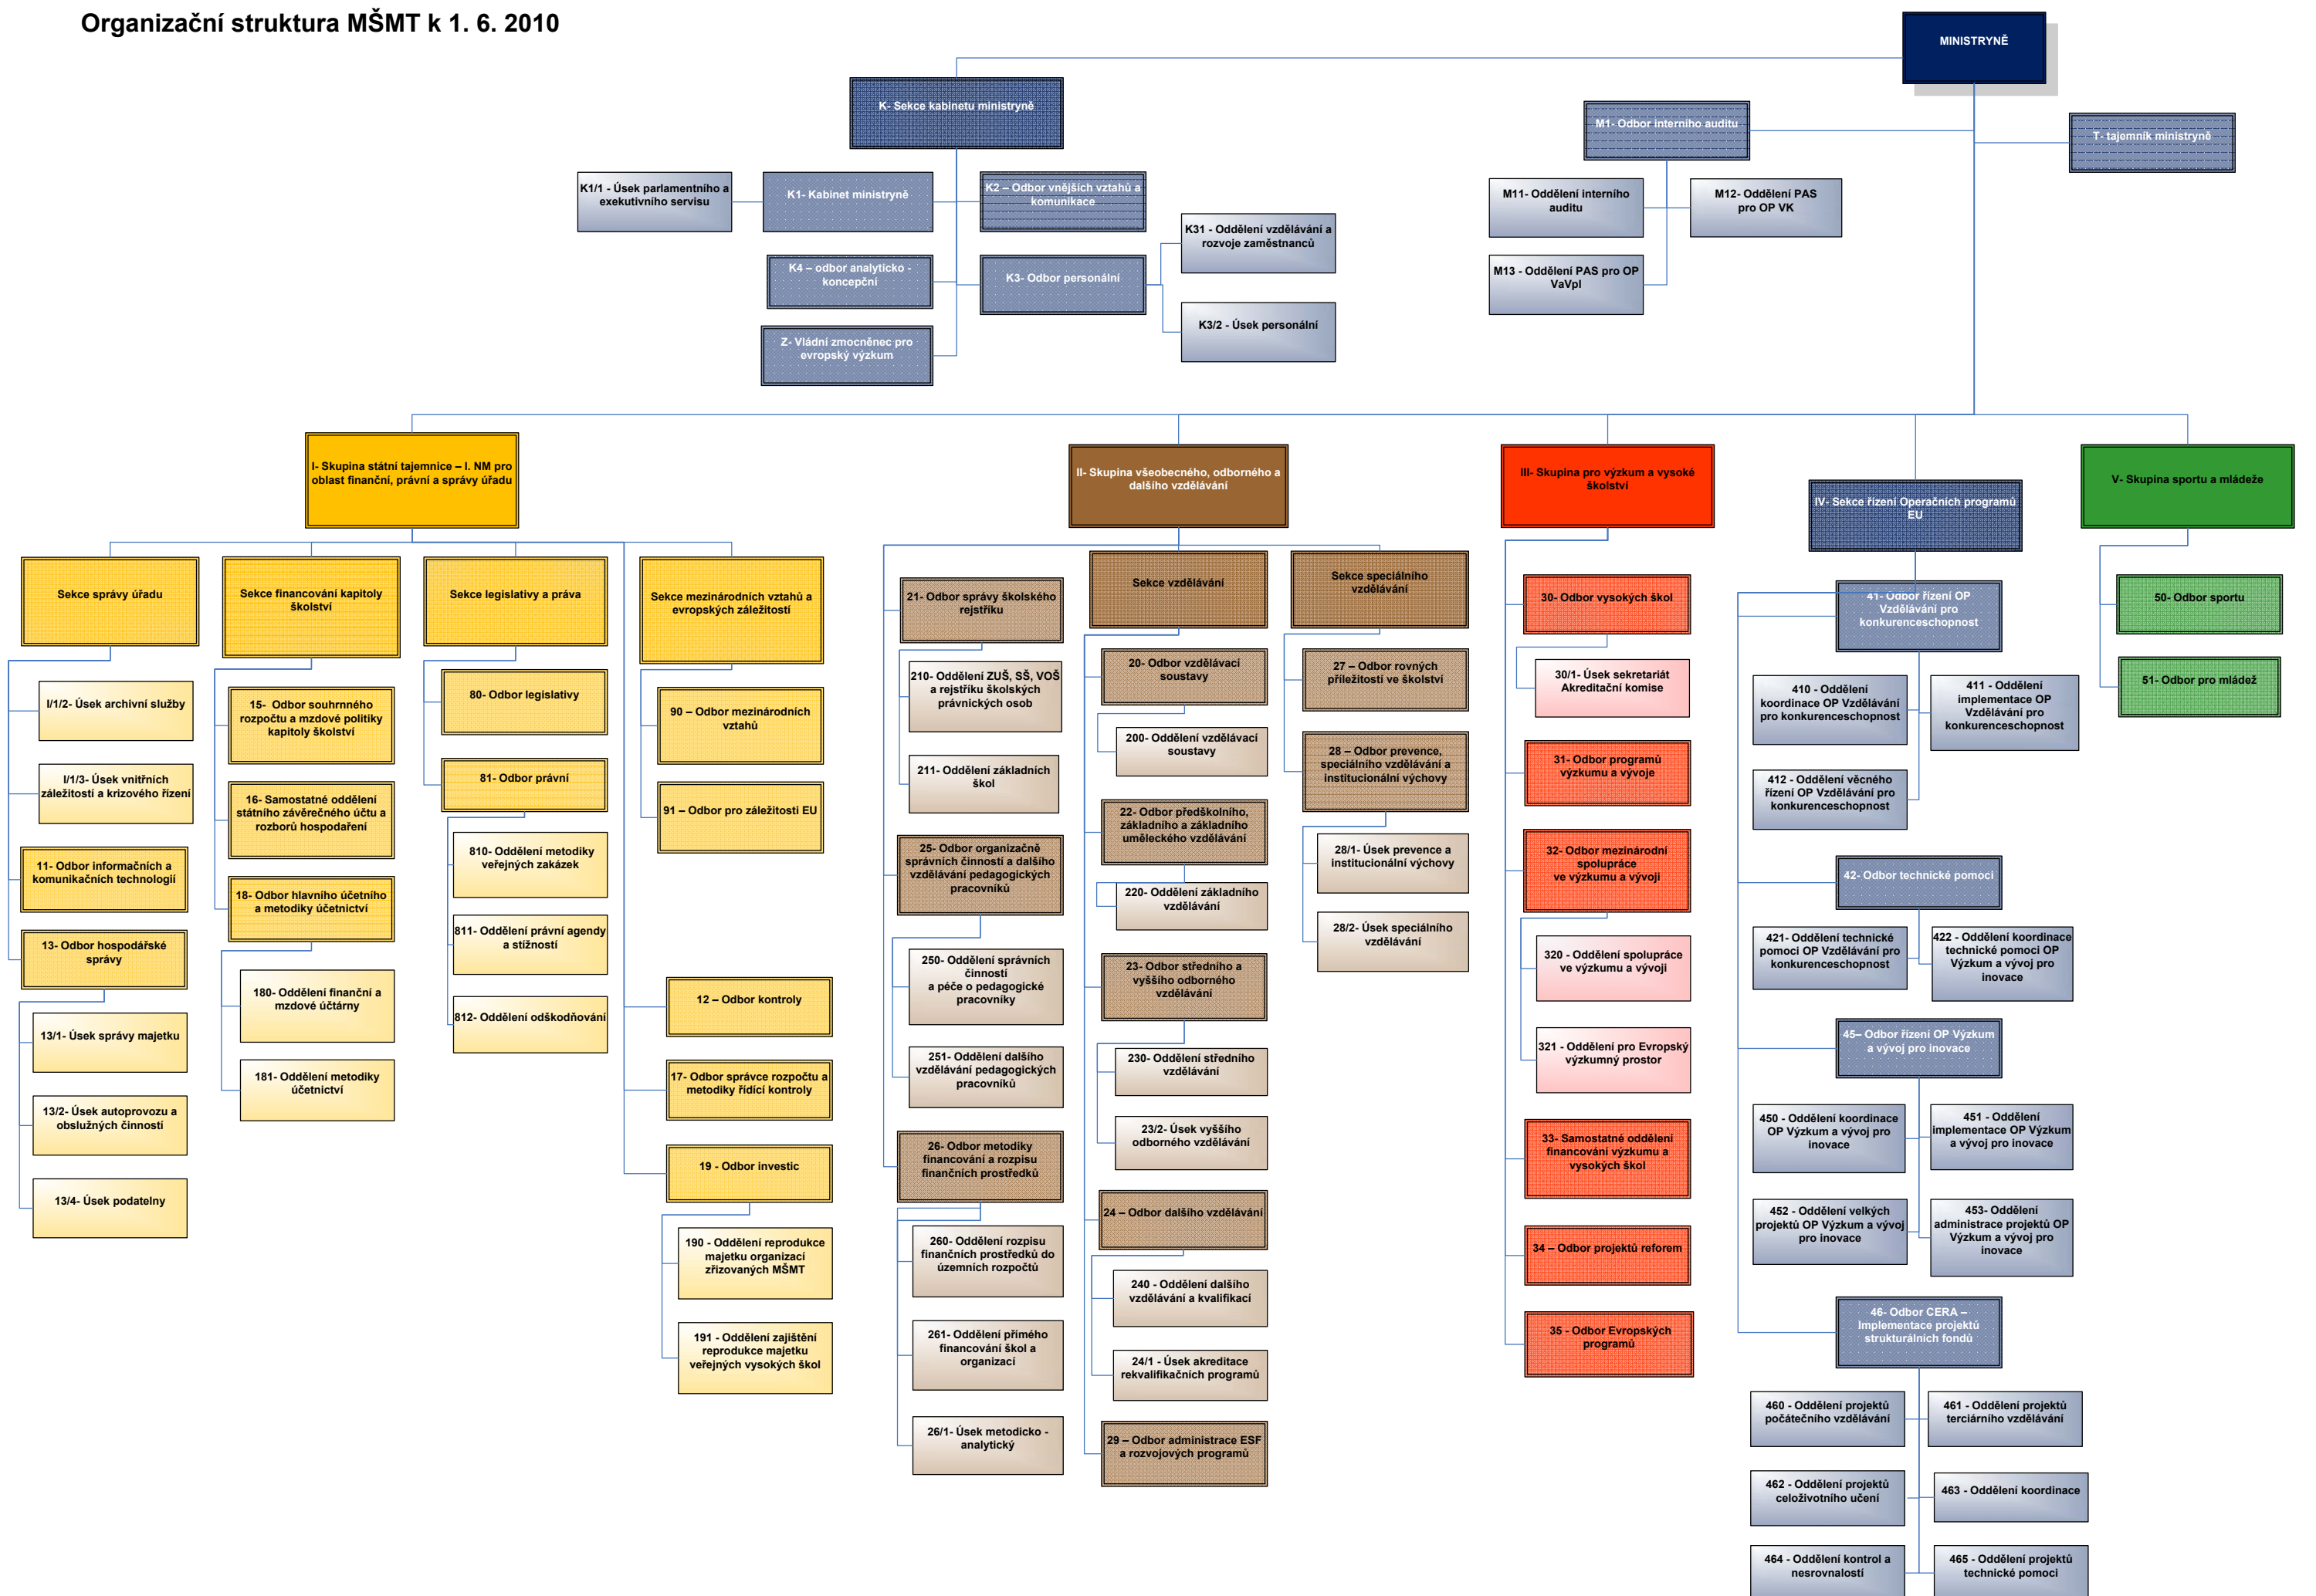 Organizační struktura MŠMT k 1. 6. 2010
MINISTRYNĚ
K- Sekce kabinetu ministryně
M1- Odbor interního auditu
T- tajemník ministryně
K1/1 - Úsek parlamentního a
exekutivního servisu
K1- Kabinet ministryně
K2 – Odbor vnějších vztahů a
komunikace
M11- Oddělení interního
auditu
M12- Oddělení PAS
pro OP VK
K31 - Oddělení vzdělávání a
rozvoje zaměstnanců
K4 – odbor analyticko -
koncepční
K3- Odbor personální
M13 - Oddělení PAS pro OP
VaVpI
K3/2 - Úsek personální
Z- Vládní zmocněnec pro
evropský výzkum
I- Skupina státní tajemnice – I. NM pro
oblast finanční, právní a správy úřadu
II- Skupina všeobecného, odborného a
dalšího vzdělávání
III- Skupina pro výzkum a vysoké
školství
IV- Sekce řízení Operačních programů
EU
V- Skupina sportu a mládeže
Sekce správy úřadu
I/1/2- Úsek archivní služby
I/1/3- Úsek vnitřních
záležitostí a krizového řízení
11- Odbor informačních a
komunikačních technologií
13- Odbor hospodářské
správy
13/1- Úsek správy majetku
13/2- Úsek autoprovozu a
obslužných činností
13/4- Úsek podatelny
Sekce financování kapitoly
školství
15- Odbor souhrnného
rozpočtu a mzdové politiky
kapitoly školství
16- Samostatné oddělení
státního závěrečného účtu a
rozborů hospodaření
18- Odbor hlavního účetního
a metodiky účetnictví
180- Oddělení finanční a
mzdové účtárny
181- Oddělení metodiky
účetnictví
Sekce legislativy a práva
80- Odbor legislativy
81- Odbor právní
810- Oddělení metodiky
veřejných zakázek
811- Oddělení právní agendy
a stížností
812- Oddělení odškodňování
Sekce mezinárodních vztahů a
evropských záležitostí
90 – Odbor mezinárodních
vztahů
91 – Odbor pro záležitosti EU
12 – Odbor kontroly
17- Odbor správce rozpočtu a
metodiky řídící kontroly
19 - Odbor investic
190 - Oddělení reprodukce
majetku organizací
zřizovaných MŠMT
191 - Oddělení zajištění
reprodukce majetku
veřejných vysokých škol
21- Odbor správy školského
rejstříku
210- Oddělení ZUŠ, SŠ, VOŠ
a rejstříku školských
právnických osob
211- Oddělení základních
škol
25- Odbor organizačně
správních činností a dalšího
vzdělávání pedagogických
pracovníků
250- Oddělení správních
činností
a péče o pedagogické
pracovníky
251- Oddělení dalšího
vzdělávání pedagogických
pracovníků
26- Odbor metodiky
financování a rozpisu
finančních prostředků
260- Oddělení rozpisu
finančních prostředků do
územních rozpočtů
261- Oddělení přímého
financování škol a
organizací
26/1- Úsek metodicko -
analytický
Sekce vzdělávání
20- Odbor vzdělávací
soustavy
200- Oddělení vzdělávací
soustavy
22- Odbor předškolního,
základního a základního
uměleckého vzdělávání
220- Oddělení základního
vzdělávání
23- Odbor středního a
vyššího odborného
vzdělávání
230- Oddělení středního
vzdělávání
23/2- Úsek vyššího
odborného vzdělávání
24 – Odbor dalšího vzdělávání
240 - Oddělení dalšího
vzdělávání a kvalifikací
24/1 - Úsek akreditace
rekvalifikačních programů
29 – Odbor administrace ESF
a rozvojových programů
Sekce speciálního
vzdělávání
27 – Odbor rovných
příležitostí ve školství
28 – Odbor prevence,
speciálního vzdělávání a
institucionální výchovy
28/1- Úsek prevence a
institucionální výchovy
28/2- Úsek speciálního
vzdělávání
30- Odbor vysokých škol
30/1- Úsek sekretariát
Akreditační komise
31- Odbor programů
výzkumu a vývoje
32- Odbor mezinárodní
spolupráce
ve výzkumu a vývoji
320 - Oddělení spolupráce
ve výzkumu a vývoji
321 - Oddělení pro Evropský
výzkumný prostor
33- Samostatné oddělení
financování výzkumu a
vysokých škol
34 – Odbor projektů reforem
35 - Odbor Evropských
programů
41- Odbor řízení OP
Vzdělávání pro
konkurenceschopnost
410 - Oddělení
koordinace OP Vzdělávání
pro konkurenceschopnost
411 - Oddělení
implementace OP
Vzdělávání pro
konkurenceschopnost
412 - Oddělení věcného
řízení OP Vzdělávání pro
konkurenceschopnost
42- Odbor technické pomoci
421- Oddělení technické
pomoci OP Vzdělávání pro
konkurenceschopnost
422 - Oddělení koordinace
technické pomoci OP
Výzkum a vývoj pro
inovace
45– Odbor řízení OP Výzkum
a vývoj pro inovace
450 - Oddělení koordinace
OP Výzkum a vývoj pro
inovace
451 - Oddělení
implementace OP Výzkum
a vývoj pro inovace
452 - Oddělení velkých
projektů OP Výzkum a vývoj
pro inovace
453- Oddělení
administrace projektů OP
Výzkum a vývoj pro
inovace
46- Odbor CERA –
Implementace projektů
strukturálních fondů
460 - Oddělení projektů
počátečního vzdělávání
461 - Oddělení projektů
terciárního vzdělávání
462 - Oddělení projektů
celoživotního učení
463 - Oddělení koordinace
464 - Oddělení kontrol a
nesrovnalostí
465 - Oddělení projektů
technické pomoci
50- Odbor sportu
51- Odbor pro mládež